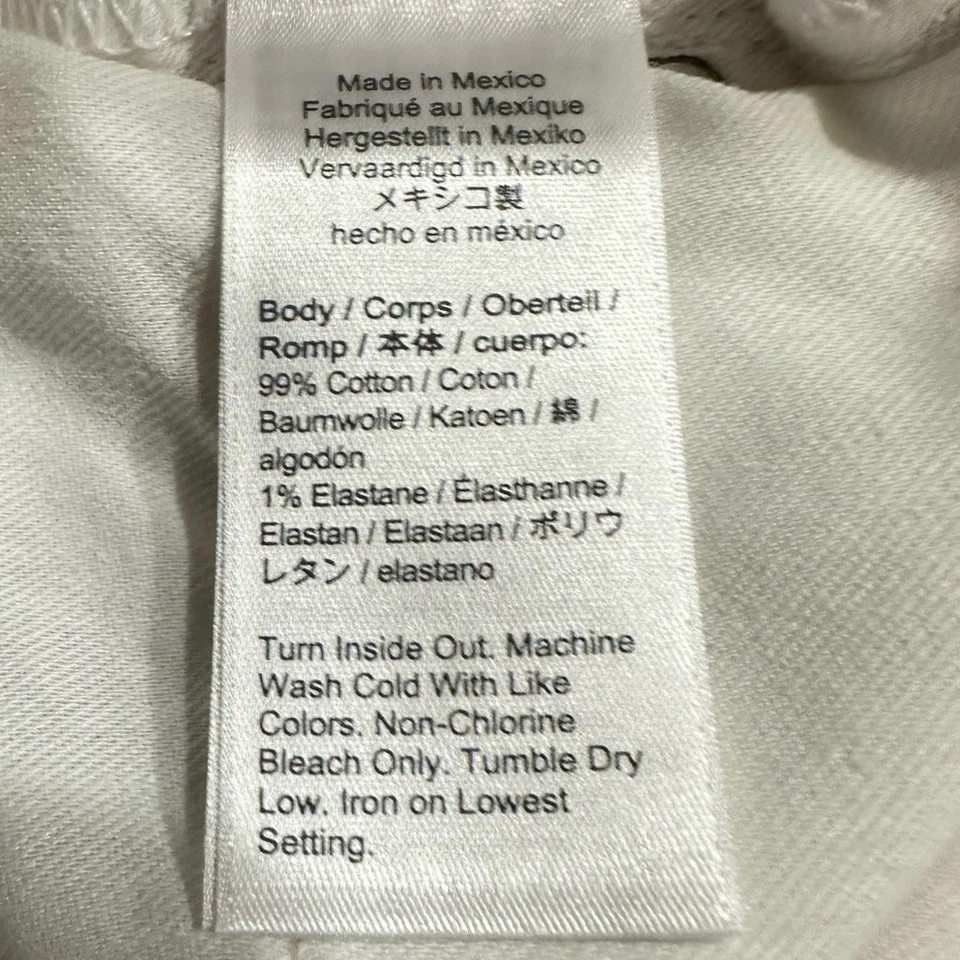 Made in Mexico
Fabriqué au Mexique
Hergestellt in Mexiko
Vervaardigd in Mexico
メキシコ製
hecho en méxico
Body / Corps / Oberteil /
Romp / 本体 / cuerpo:
99% Cotton / Coton /
Baumwolle / Katoen / 綿 /
algodón
1% Elastane / Élasthanne /
Elastan / Elastaan / ポリウ
レタン / elastano
Turn Inside Out. Machine
Wash Cold With Like
Colors. Non-Chlorine
Bleach Only. Tumble Dry
Low. Iron on Lowest
Setting.